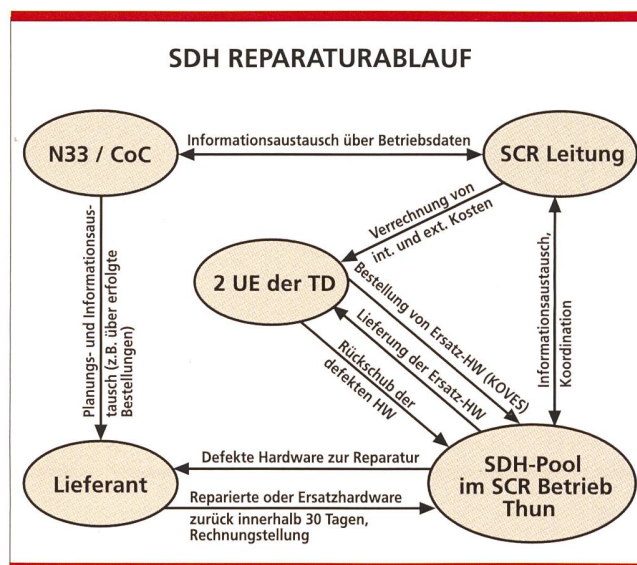 SDH REPARATURABLAUF
N33 / CoC
Informationsaustausch über Betriebsdaten
SCR Leitung
Verrechnung von
int. und ext. Kosten
Planungs- und Informationsaus-
tausch (z.B. über erfolgte
Bestellungen)
2 UE der TD
Bestellung von Ersatz-HW (KOVES)
Lieferung der Ersatz-HW
Rückschub der
defekten HW
Informationsaustausch,
Koordination
Defekte Hardware zur Reparatur
Lieferant
Reparierte oder Ersatzhardware
zurück innerhalb 30 Tagen,
Rechnungstellung
SDH-Pool
im SCR Betrieb
Thun